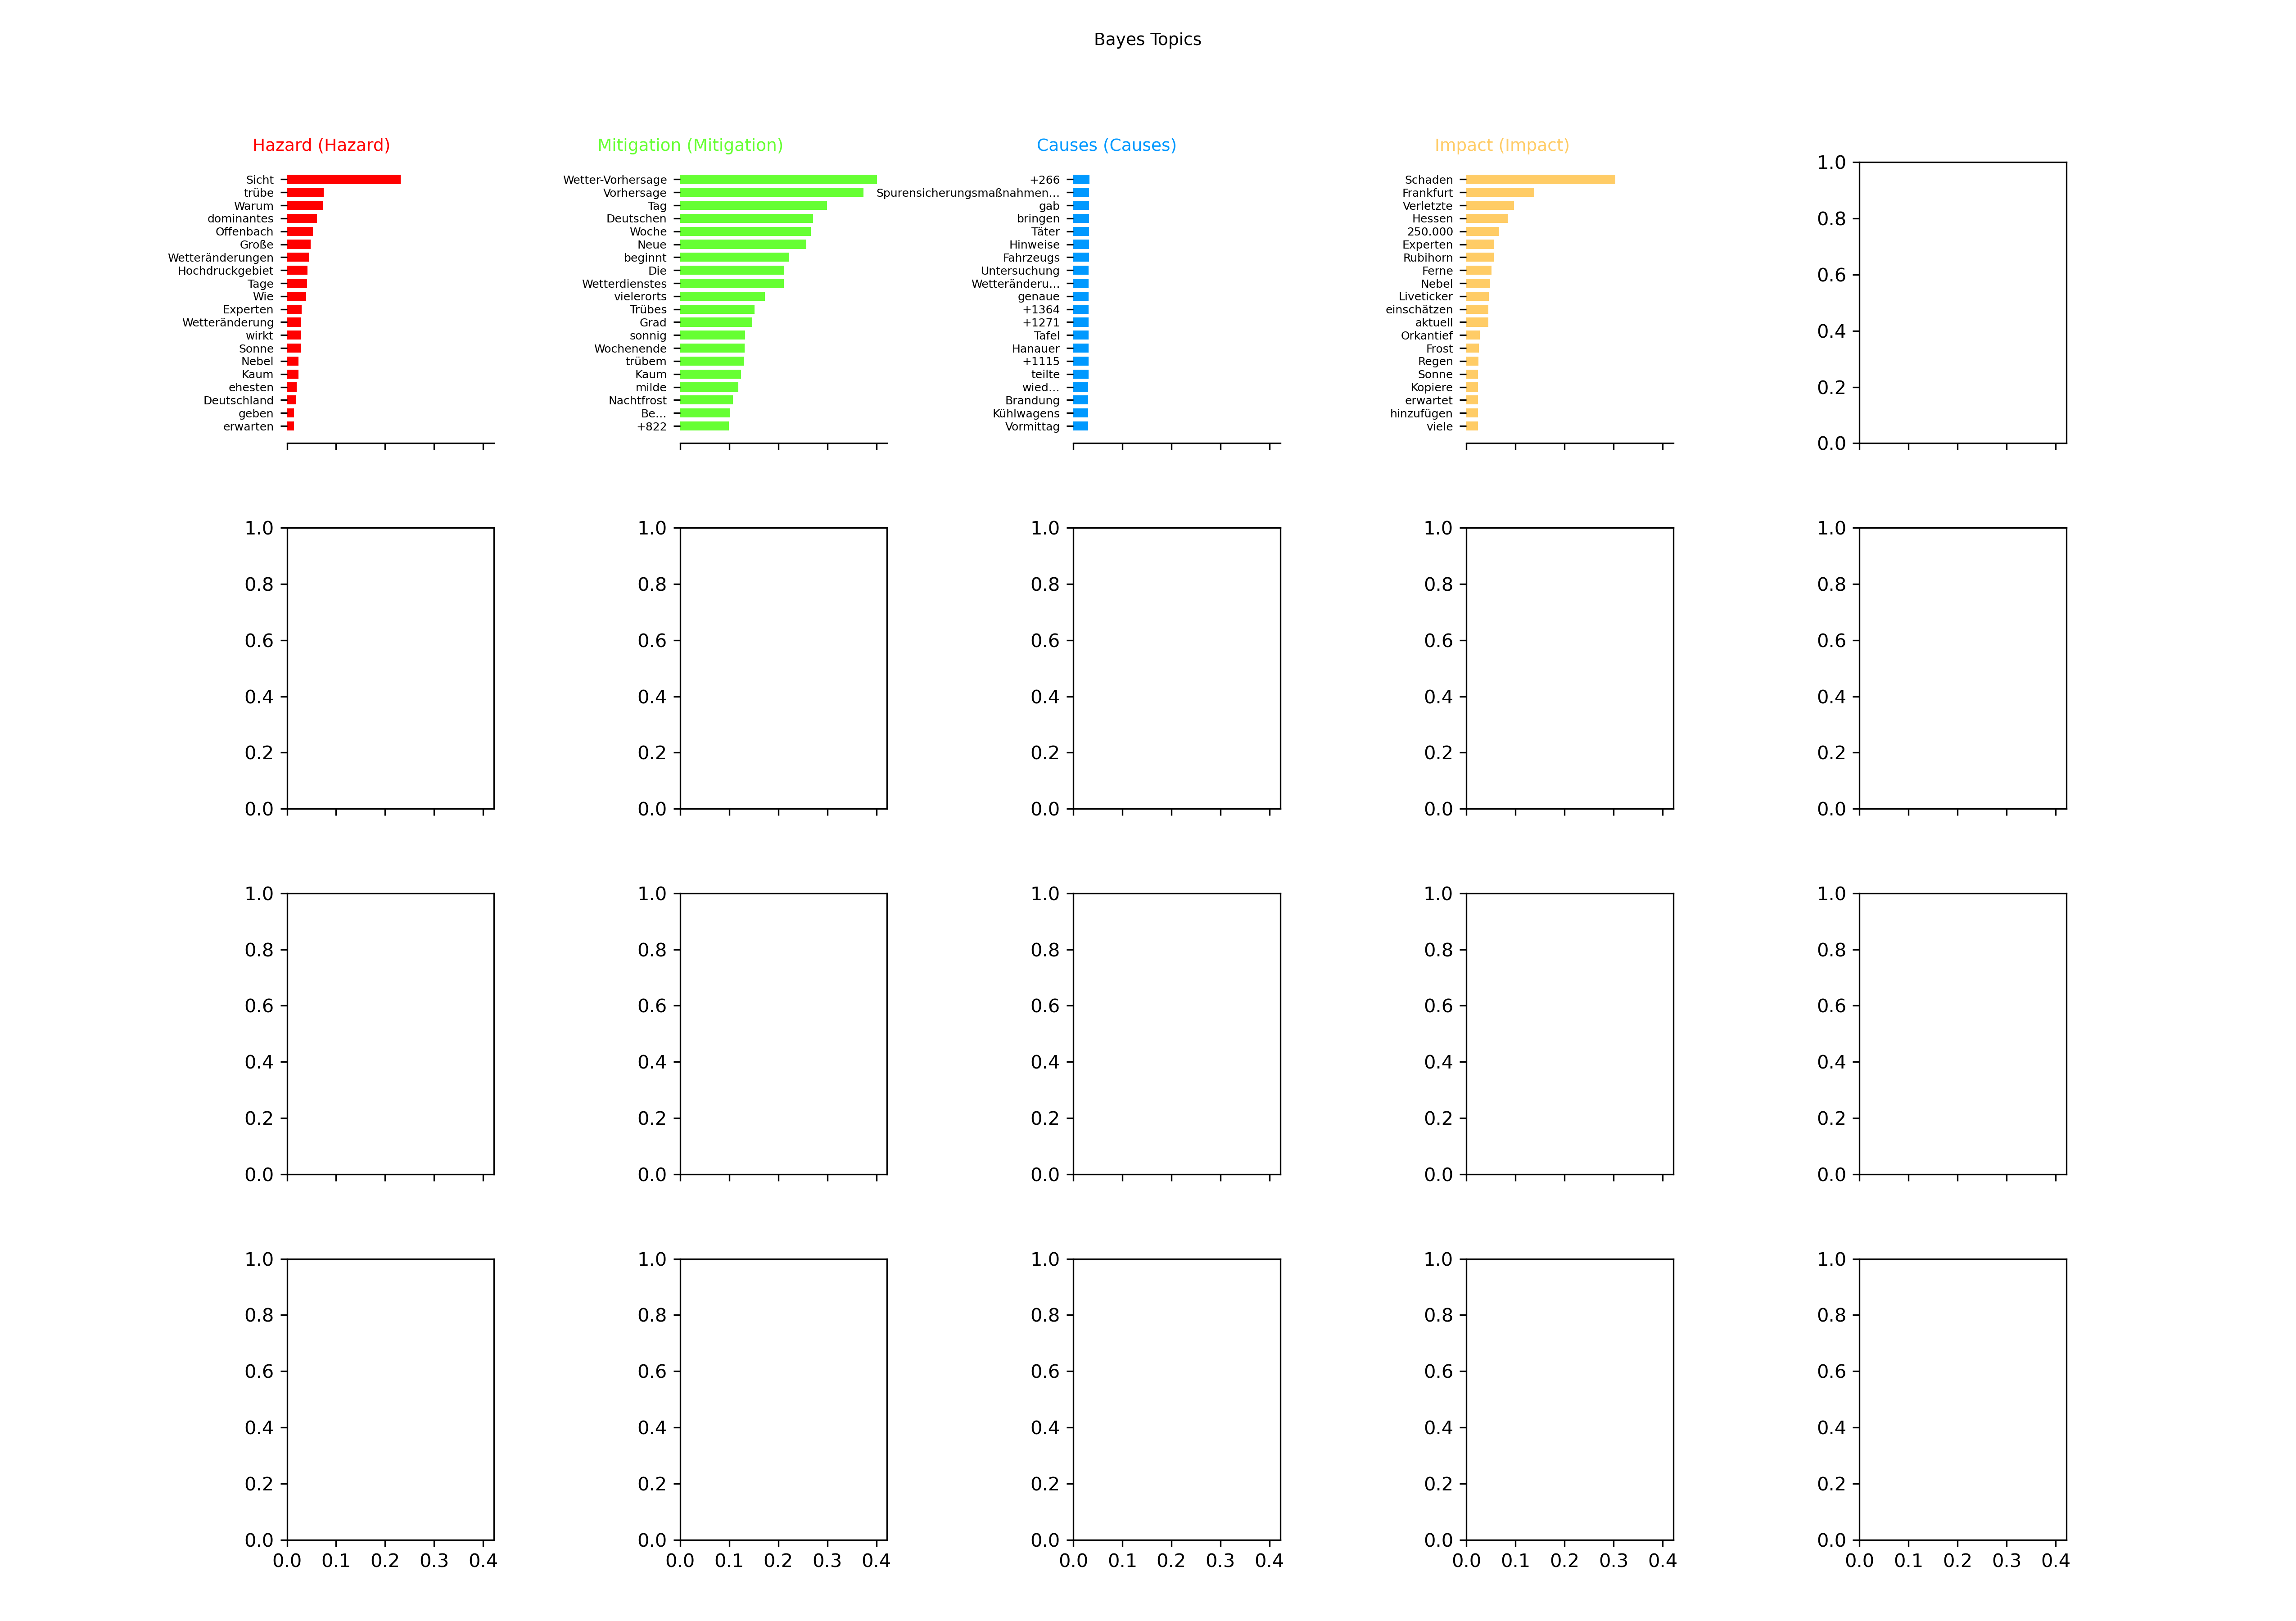 Bayes Topics
Hazard (Hazard)
Sicht
trübe
Warum
dominantes
Offenbach
Große
Wetteränderungen
Hochdruckgebiet
Tage
Wie
Experten
Wetteränderung
wirkt
Sonne
Nebel
Kaum
ehesten
Deutschland
geben
erwarten
Mitigation (Mitigation)
Wetter-Vorhersage
Vorhersage
Tag
Deutschen
Woche
Neue
beginnt
Die
Wetterdienstes
vielerorts
Trübes
Grad
sonnig
Wochenende
trübem
Kaum
milde
Nachtfrost
Be...
+822
Causes (Causes)
+266
Spurensicherungsmaßnahmen...
gab
bringen
Täter
Hinweise
Fahrzeugs
Untersuchung
Wetteränderu...
genaue
+1364
+1271
Tafel
Hanauer
+1115
teilte
wied...
Brandung
Kühlwagens
Vormittag
Impact (Impact)
Schaden
Frankfurt
Verletzte
Hessen
250.000
Experten
Rubihorn
Ferne
Nebel
Liveticker
einschätzen
aktuell
Orkantief
Frost
Regen
Sonne
Kopiere
erwartet
hinzufügen
viele
1.0
0.8
0.6
0.4
0.2
0.0
1.0 1.0 1.0 1.0 1.0
0.8 0.8 0.8 0.8 0.8
0.6 0.6 0.6 0.6 0.6
0.4 0.4 0.4 0.4 0.4
0.2 0.2 0.2 0.2 0.2
0.0 0.0 0.0 0.0 0.0
1.0 1.0 1.0 1.0 1.0
0.8 0.8 0.8 0.8 0.8
0.6 0.6 0.6 0.6 0.6
0.4 0.4 0.4 0.4 0.4
0.2 0.2 0.2 0.2 0.2
0.0 0.0 0.0 0.0 0.0
1.0 1.0 1.0 1.0 1.0
0.8 0.8 0.8 0.8 0.8
0.6 0.6 0.6 0.6 0.6
0.4 0.4 0.4 0.4 0.4
0.2 0.2 0.2 0.2 0.2
0.0 0.0 0.0 0.0 0.0
0.0 0.1 0.2 0.3 0.4 0.0 0.1 0.2 0.3 0.4 0.0 0.1 0.2 0.3 0.4 0.0 0.1 0.2 0.3 0.4 0.0 0.1 0.2 0.3 0.4